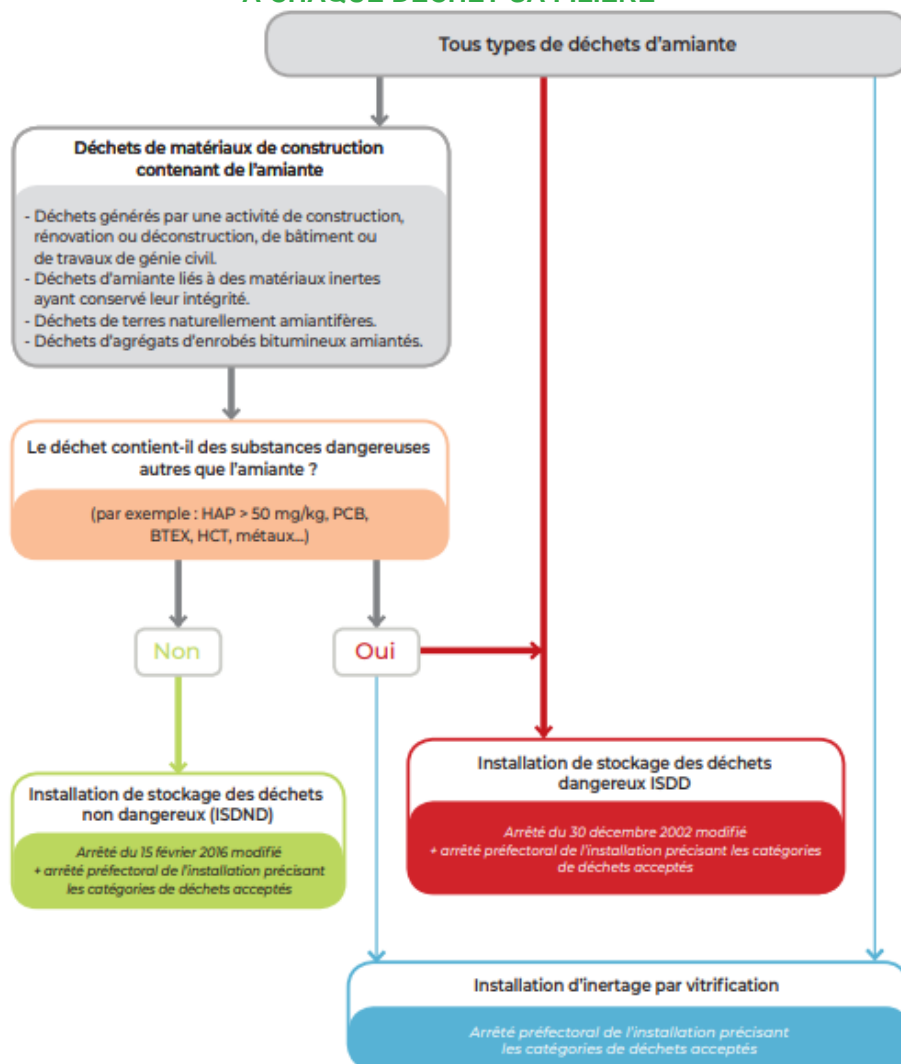 À CHAQUE DÉCHET SA FILIÈRE
Tous types de déchets d'amiante
Déchets de matériaux de construction
contenant de l'amiante
- Déchets générés par une activité de construction,
rénovation ou déconstruction, de bâtiment ou
de travaux de génie civil.
- Déchets d'amiante liés à des matériaux inertes
ayant conservé leur intégrité.
- Déchets de terres naturellement amiantifères.
- Déchets d'agrégats d'enrobés bitumineux amiantés.
Le déchet contient-il des substances dangereuses
autres que l'amiante ?
(par exemple : HAP > 50 mg/kg, PCB,
BTEX, HCT, métaux...)
Non
Oui
Installation de stockage des déchets
dangereux ISDD
Arrêté du 30 décembre 2002 modifié
+ arrêté préfectoral de l'installation précisant les catégories
de déchets acceptés
Installation de stockage des déchets
non dangereux (ISDND)
Arrêté du 15 février 2016 modifié
+ arrêté préfectoral de l'installation précisant
les catégories de déchets acceptés
Installation d'inertage par vitrification
Arrêté préfectoral de l'installation précisant
les catégories de déchets acceptés